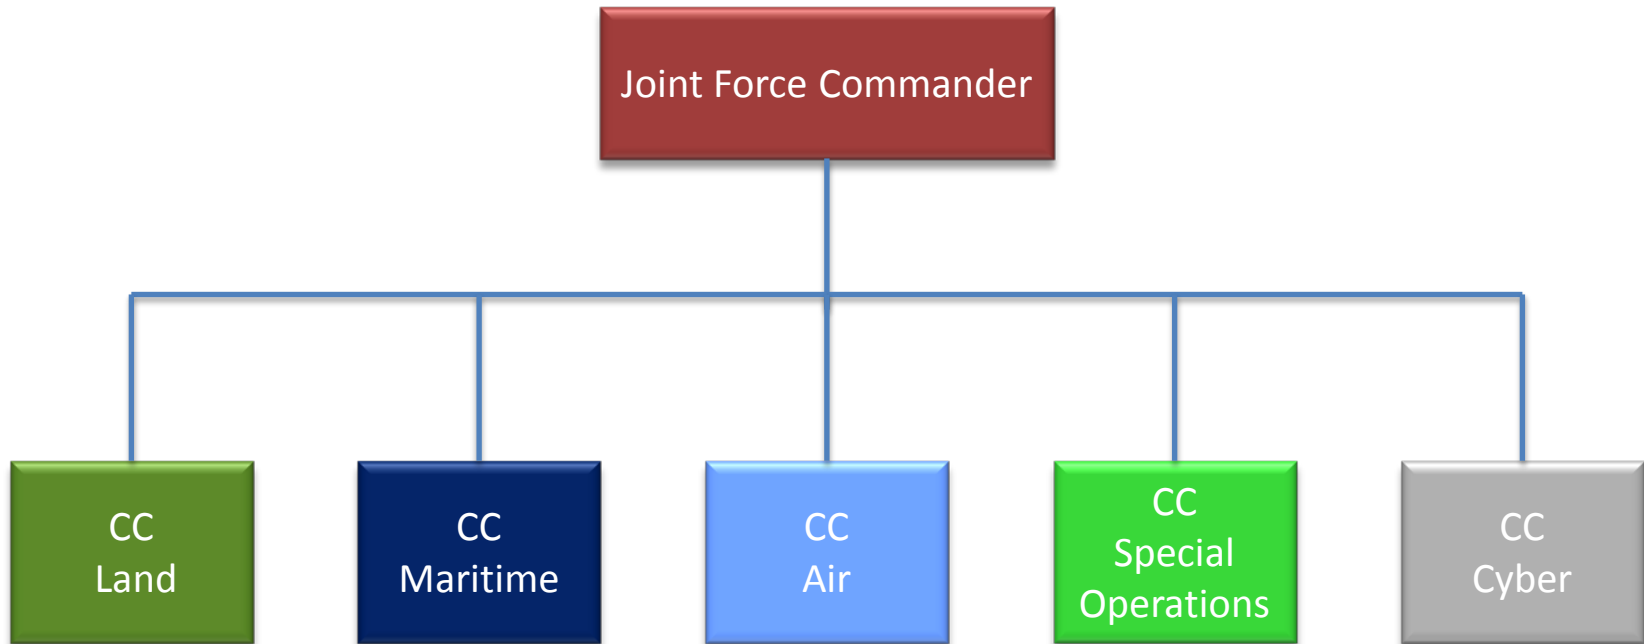 Joint Force Commander
CC
Land
CC
Maritime
CC
Air
CC
Special
Operations
CC
Cyber